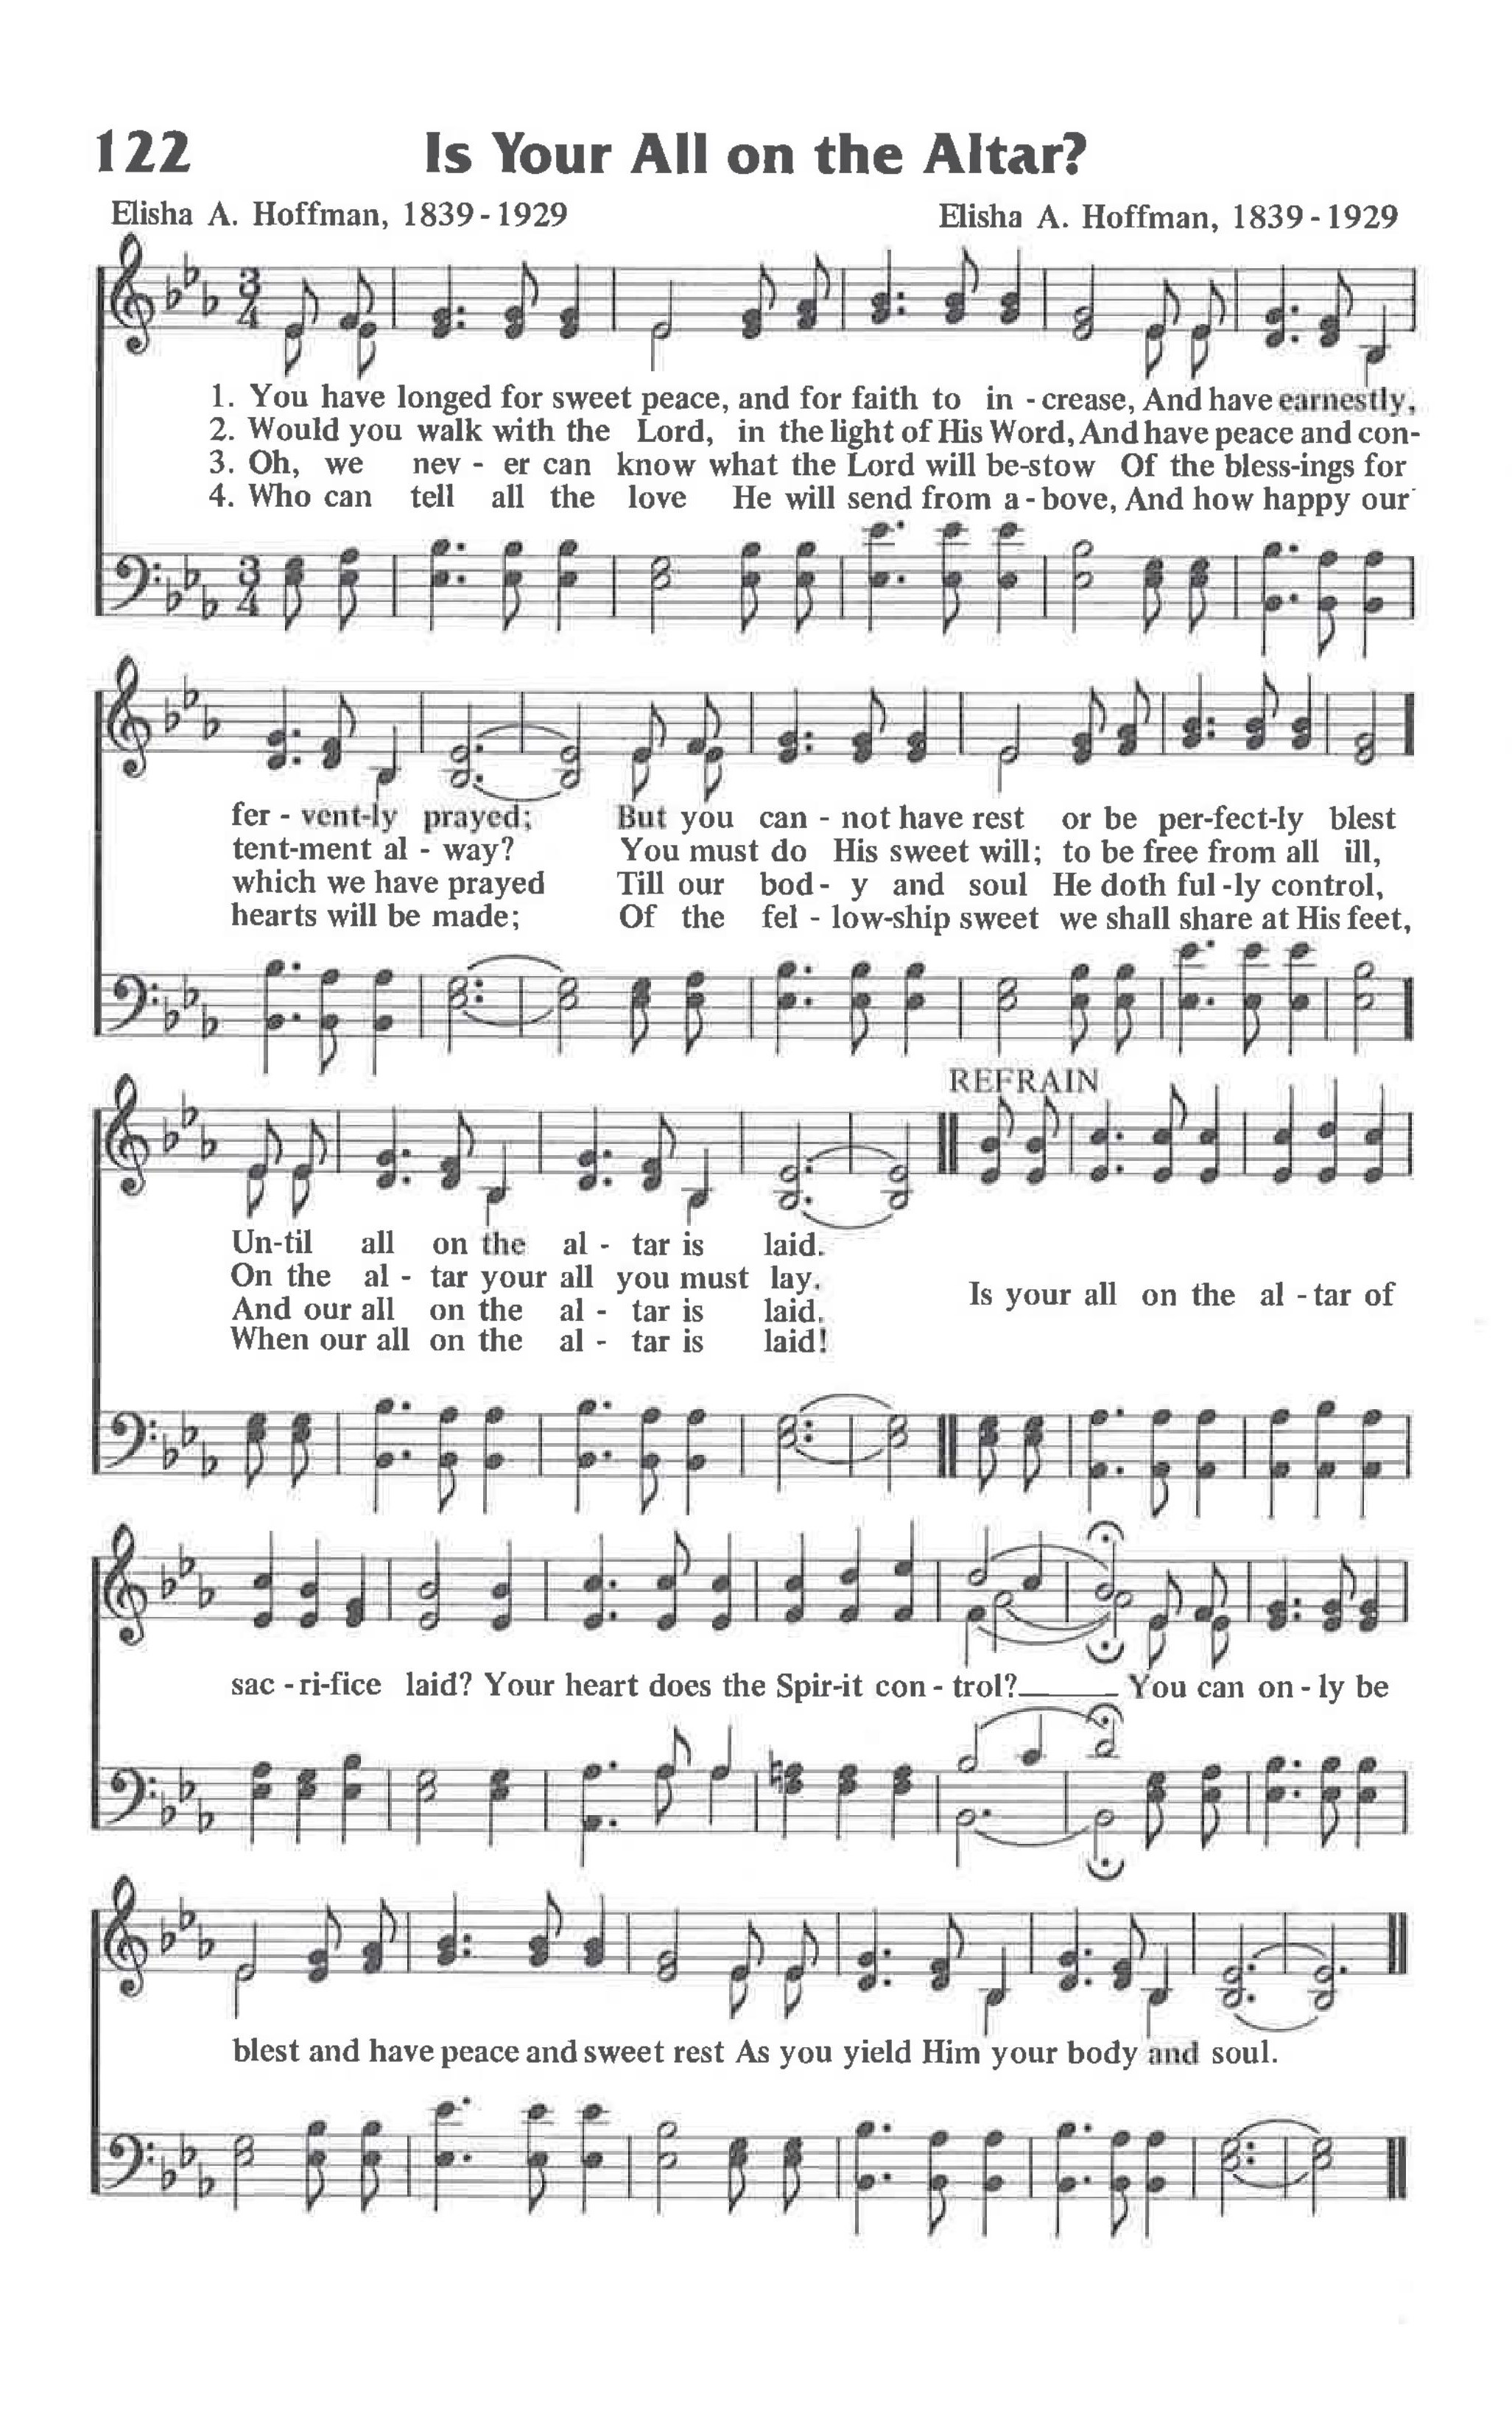 122 Is Your All on the Altar?
Elisha A. Hoffman, 1839-1929 Elisha A. Hoffman, 1839-1929
3 4
1. You have longed for sweet peace, and for faith to in - crease, And have earnestly,
2. Would you walk with the Lord, in the light of His Word, And have peace and con-
3. Oh, we nev - er can know what the Lord will be-stow Of the bless-ings for
4. Who can tell all the love He will send from a - bove, And how happy our
3 4
fer - vent-ly prayed; But you can - not have rest or be per-fect-ly blest
tent-ment al - way? You must do His sweet will; to be free from all ill,
which we have prayed Till our bod - y and soul He doth ful-ly control,
hearts will be made; Of the fel - low-ship sweet we shall share at His feet,
REFRAIN
Un-til all on the al - tar is laid.
On the al - tar your all you must lay.
And our all on the al - tar is laid.
When our all on the al - tar is laid!
Is your all on the al - tar of
sac - ri-fice laid? Your heart does the Spir-it con - trol?____ You can on - ly be
blest and have peace and sweet rest As you yield Him your body and soul.